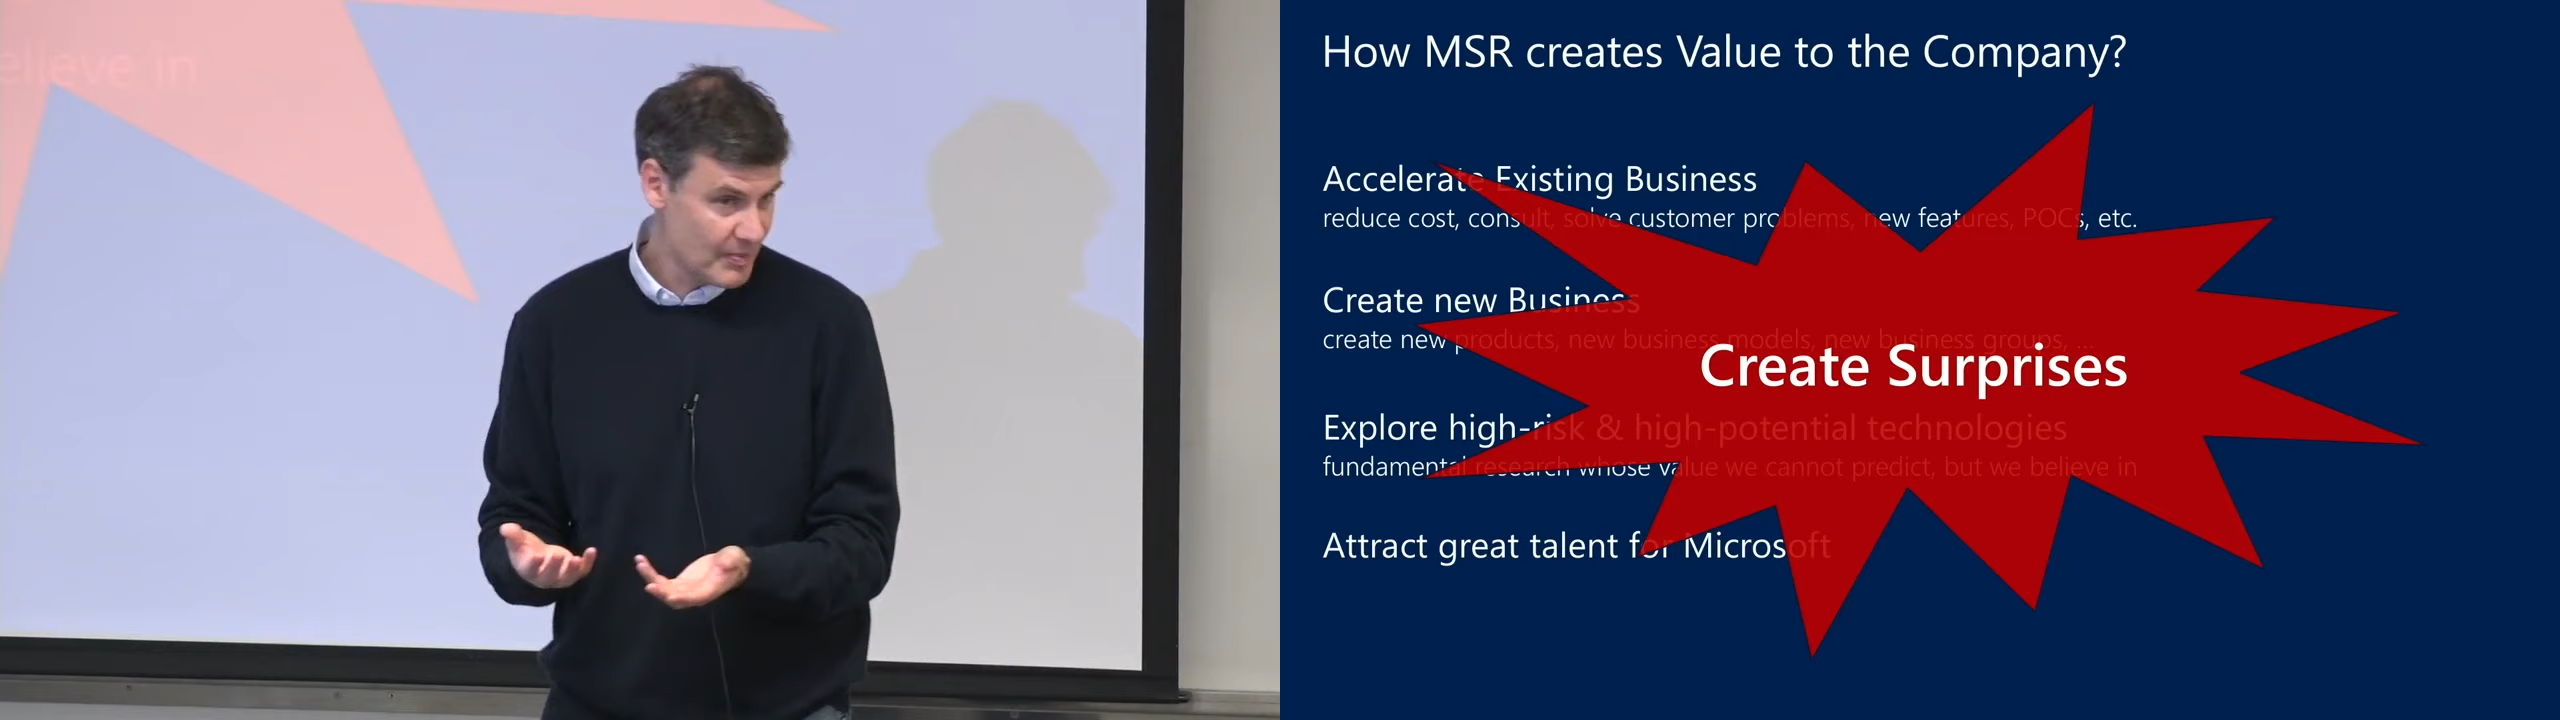 elieve in
How MSR creates Value to the Company?
Accelerate Existing Business
reduce cost, consult, solve customer problems, new features, POCs, etc.
Create new Business
create new products, new business models, new business groups, ...
Create Surprises
Explore high-risk & high-potential technologies
fundamental research whose value we cannot predict, but we believe in
Attract great talent for Microsoft